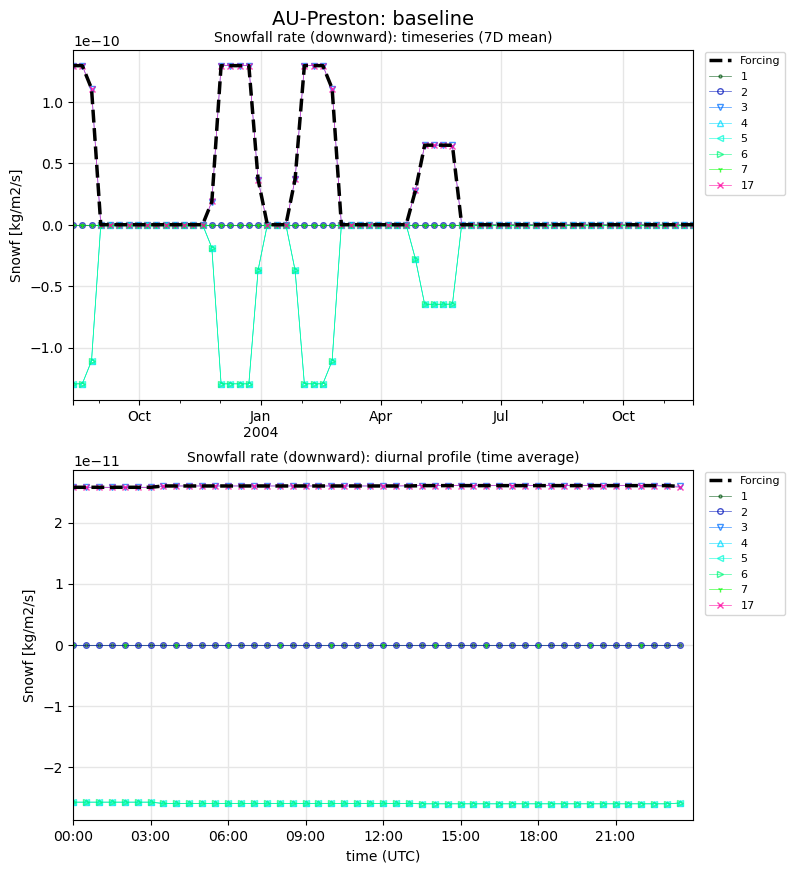 AU-Preston: baseline
Snowfall rate (downward): timeseries (7D mean)
1e−10
1.0
0.5
0.0
−0.5
−1.0
Snowf [kg/m2/s]
Oct
Jan
2004
Apr
Jul
Oct
Forcing
1
2
3
4
5
6
7
17
Snowfall rate (downward): diurnal profile (time average)
1e−11
2
1
0
−1
−2
Snowf [kg/m2/s]
00:00
03:00
06:00
09:00
12:00
15:00
18:00
21:00
time (UTC)
Forcing
1
2
3
4
5
6
7
17